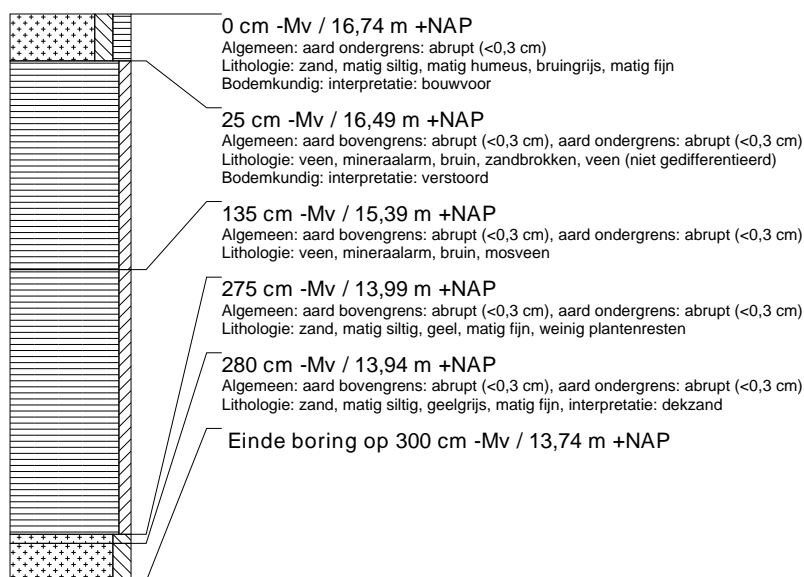 0 cm -Mv / 16,74 m +NAP
Algemeen: aard ondergrens: abrupt (<0,3 cm)
Lithologie: zand, matig siltig, matig humeus, bruingrijs, matig fijn
Bodemkundig: interpretatie: bouwvoor
25 cm -Mv / 16,49 m +NAP
Algemeen: aard bovengrens: abrupt (<0,3 cm), aard ondergrens: abrupt (<0,3 cm)
Lithologie: veen, mineraalarm, bruin, zandbrokken, veen (niet gedifferentieerd)
Bodemkundig: interpretatie: verstoord
135 cm -Mv / 15,39 m +NAP
Algemeen: aard bovengrens: abrupt (<0,3 cm), aard ondergrens: abrupt (<0,3 cm)
Lithologie: veen, mineraalarm, bruin, mosveen
275 cm -Mv / 13,99 m +NAP
Algemeen: aard bovengrens: abrupt (<0,3 cm), aard ondergrens: abrupt (<0,3 cm)
Lithologie: zand, matig siltig, geel, matig fijn, weinig plantenresten
280 cm -Mv / 13,94 m +NAP
Algemeen: aard bovengrens: abrupt (<0,3 cm), aard ondergrens: abrupt (<0,3 cm)
Lithologie: zand, matig siltig, geelgrijs, matig fijn, interpretatie: dekzand
Einde boring op 300 cm -Mv / 13,74 m +NAP